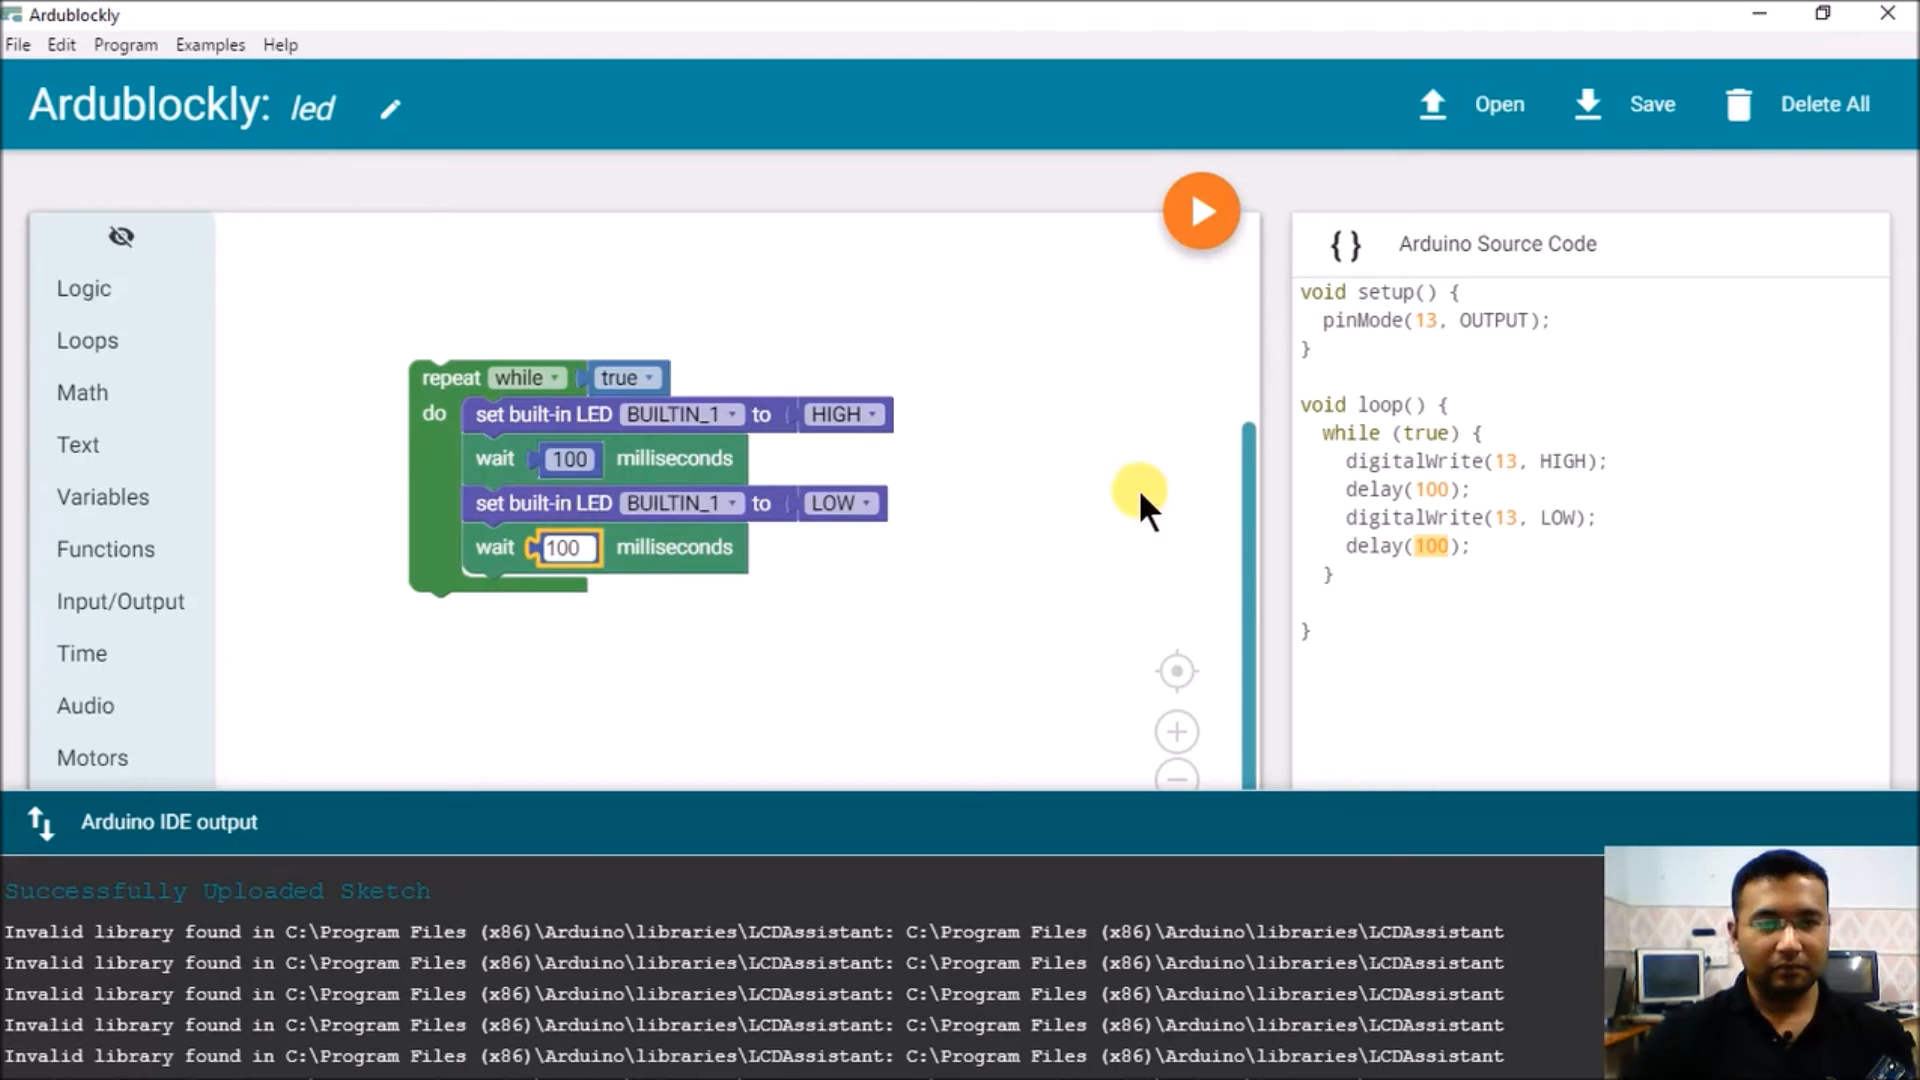 Ardublockly
File Edit Program Examples Help
Ardublockly: led
Open Save Delete All
Logic
Loops
Math
Text
Variables
Functions
Input/Output
Time
Audio
Motors
repeat while true
do set built-in LED BUILTIN_1 to HIGH
wait 100 milliseconds
set built-in LED BUILTIN_1 to LOW
wait 100 milliseconds
{ } Arduino Source Code
void setup() {
pinMode(13, OUTPUT);
}
void loop() {
while (true) {
digitalWrite(13, HIGH);
delay(100);
digitalWrite(13, LOW);
delay(100);
}
}
Arduino IDE output
Successfully Uploaded Sketch
Invalid library found in C:\Program Files (x86)\Arduino\libraries\LCDAssistant: C:\Program Files (x86)\Arduino\libraries\LCDAssistant
Invalid library found in C:\Program Files (x86)\Arduino\libraries\LCDAssistant: C:\Program Files (x86)\Arduino\libraries\LCDAssistant
Invalid library found in C:\Program Files (x86)\Arduino\libraries\LCDAssistant: C:\Program Files (x86)\Arduino\libraries\LCDAssistant
Invalid library found in C:\Program Files (x86)\Arduino\libraries\LCDAssistant: C:\Program Files (x86)\Arduino\libraries\LCDAssistant
Invalid library found in C:\Program Files (x86)\Arduino\libraries\LCDAssistant: C:\Program Files (x86)\Arduino\libraries\LCDAssistant